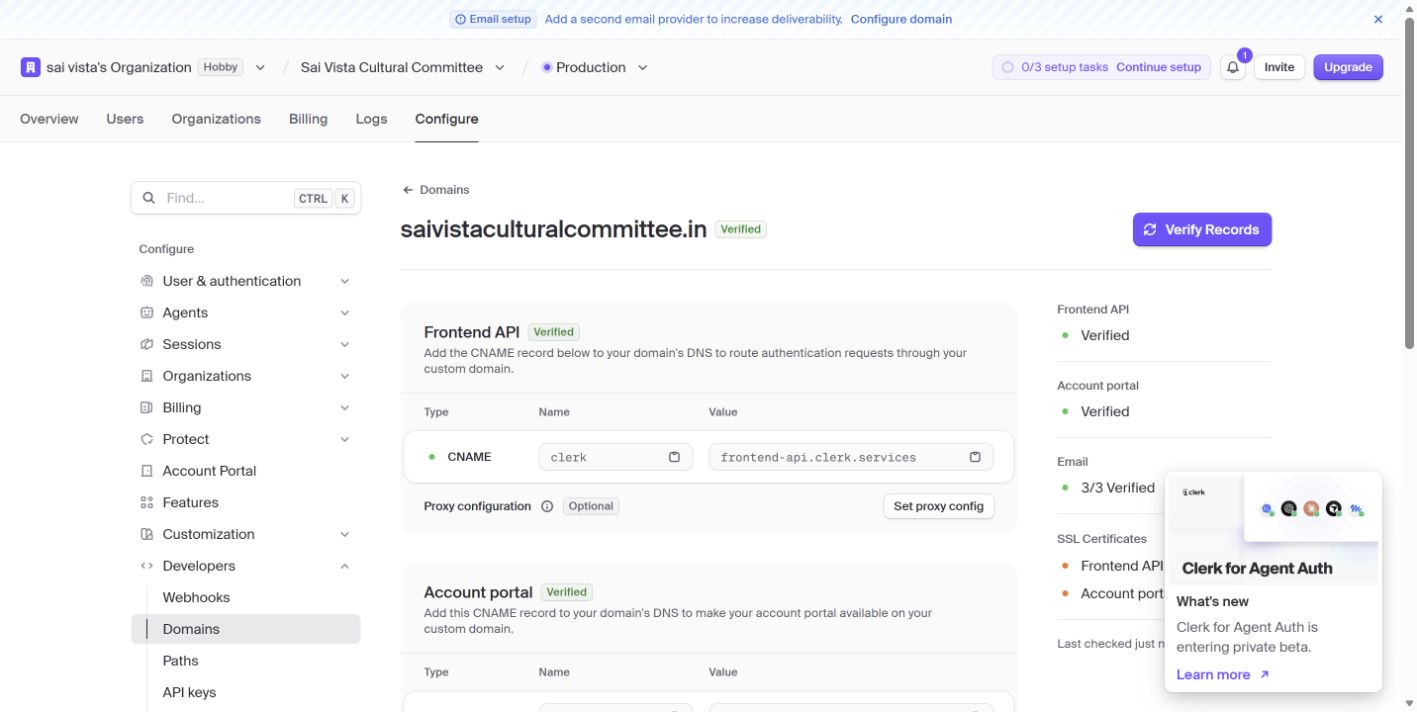 Email setup Add a second email provider to increase deliverability. Configure domain
sai vista's Organization Hobby / Sai Vista Cultural Committee / Production
0/3 setup tasks Continue setup 1 Invite Upgrade
Overview Users Organizations Billing Logs Configure
Find... CTRL K
Configure
User & authentication
Agents
Sessions
Organizations
Billing
Protect
Account Portal
Features
Customization
Developers
Webhooks
Domains
Paths
API keys
← Domains
saivistaculturalcommittee.in Verified
Verify Records
Frontend API Verified
Add the CNAME record below to your domain's DNS to route authentication requests through your
custom domain.
Type Name Value
CNAME clerk frontend-api.clerk.services
Proxy configuration Optional Set proxy config
Account portal Verified
Add this CNAME record to your domain's DNS to make your account portal available on your
custom domain.
Type Name Value
Frontend API
Verified
Account portal
Verified
Email
3/3 Verified
SSL Certificates
Frontend API
Account port
Last checked just n
clerk
Clerk for Agent Auth
What's new
Clerk for Agent Auth is
entering private beta.
Learn more